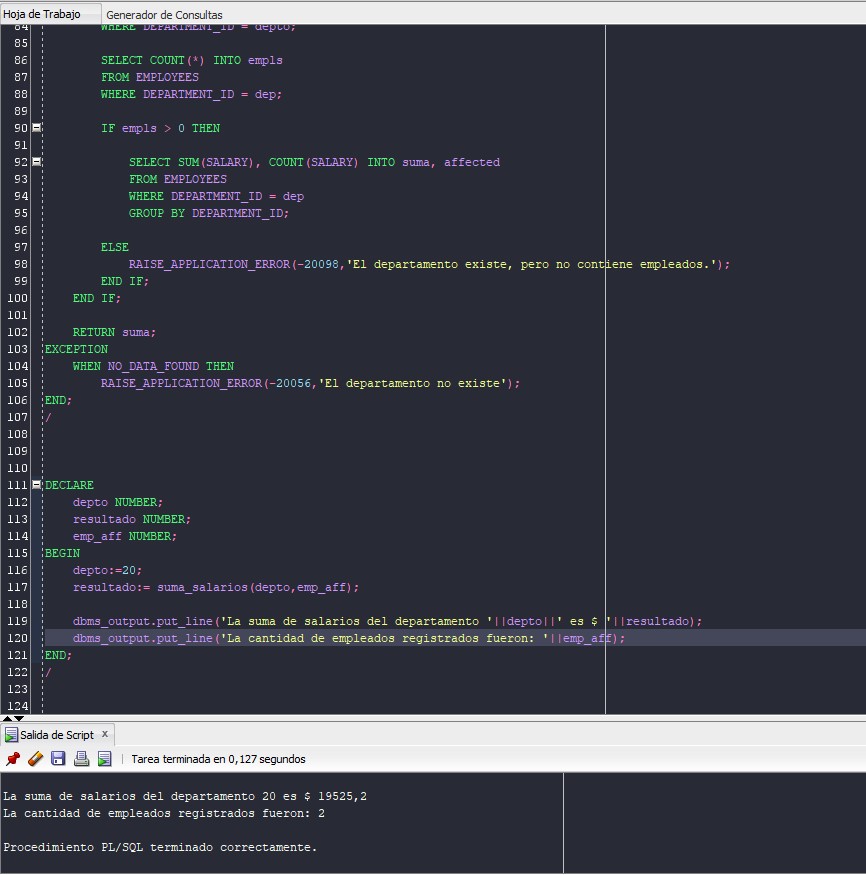 Hoja de Trabajo Generador de Consultas
84 WHERE DEPARTMENT_ID = depto;
85
86 SELECT COUNT(*) INTO empls
87 FROM EMPLOYEES
88 WHERE DEPARTMENT_ID = dep;
89
90 IF empls > 0 THEN
91
92 SELECT SUM(SALARY), COUNT(SALARY) INTO suma, affected
93 FROM EMPLOYEES
94 WHERE DEPARTMENT_ID = dep
95 GROUP BY DEPARTMENT_ID;
96
97 ELSE
98 RAISE_APPLICATION_ERROR(-20098,'El departamento existe, pero no contiene empleados.');
99 END IF;
100 END IF;
101
102 RETURN suma;
103 EXCEPTION
104 WHEN NO_DATA_FOUND THEN
105 RAISE_APPLICATION_ERROR(-20056,'El departamento no existe');
106 END;
107 /
108
109
110
111 DECLARE
112 depto NUMBER;
113 resultado NUMBER;
114 emp_aff NUMBER;
115 BEGIN
116 depto:=20;
117 resultado:= suma_salarios(depto,emp_aff);
118
119 dbms_output.put_line('La suma de salarios del departamento '||depto||' es $ '||resultado);
120 dbms_output.put_line('La cantidad de empleados registrados fueron: '||emp_aff);
121 END;
122 /
123
124
Salida de Script x
Tarea terminada en 0,127 segundos
La suma de salarios del departamento 20 es $ 19525,2
La cantidad de empleados registrados fueron: 2
Procedimiento PL/SQL terminado correctamente.